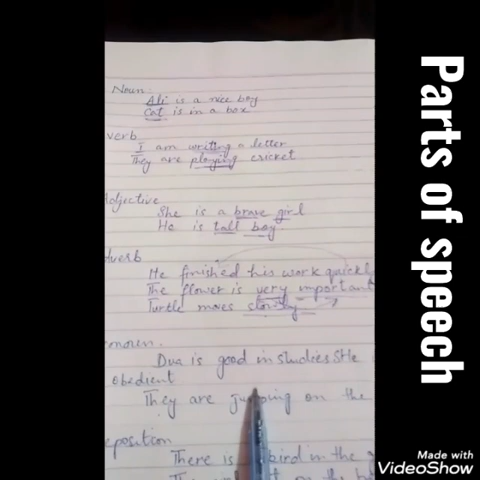 Noun.
Ali is a nice boy
Cat is in a box
verb
I am writing a letter
They are playing cricket
Adjective
She is a brave girl
He is tall boy
dverb
He finished his work quickly
The flower is very important
Turtle moves slowly
noun.
Dua is good in studies SHe
obedient
They are jumping on the
eposition
There is bird in the
Parts of speech
Made with
VideoShow